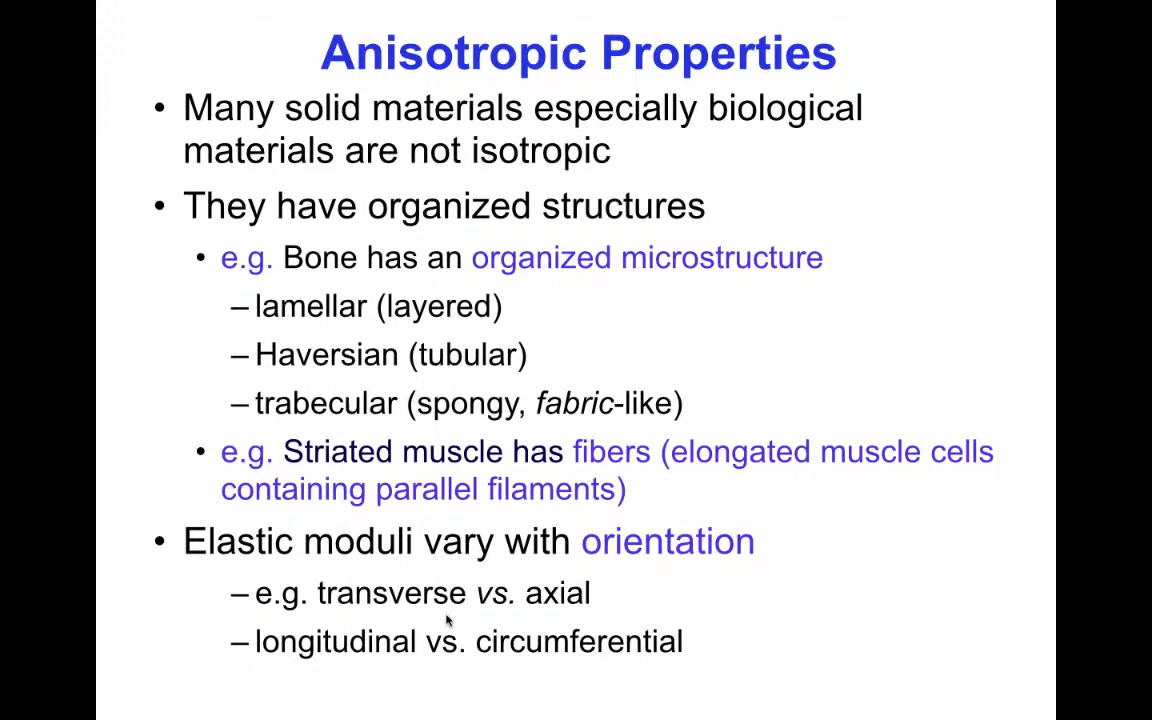 Anisotropic Properties
• Many solid materials especially biological
materials are not isotropic
• They have organized structures
• e.g. Bone has an organized microstructure
– lamellar (layered)
– Haversian (tubular)
– trabecular (spongy, fabric-like)
• e.g. Striated muscle has fibers (elongated muscle cells
containing parallel filaments)
• Elastic moduli vary with orientation
– e.g. transverse vs. axial
– longitudinal vs. circumferential